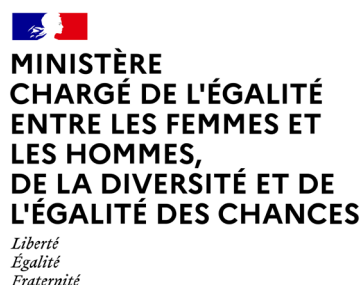 MINISTÈRE
CHARGÉ DE L'ÉGALITÉ
ENTRE LES FEMMES ET
LES HOMMES,
DE LA DIVERSITÉ ET DE
L'ÉGALITÉ DES CHANCES
Liberté
Égalité
Fraternité